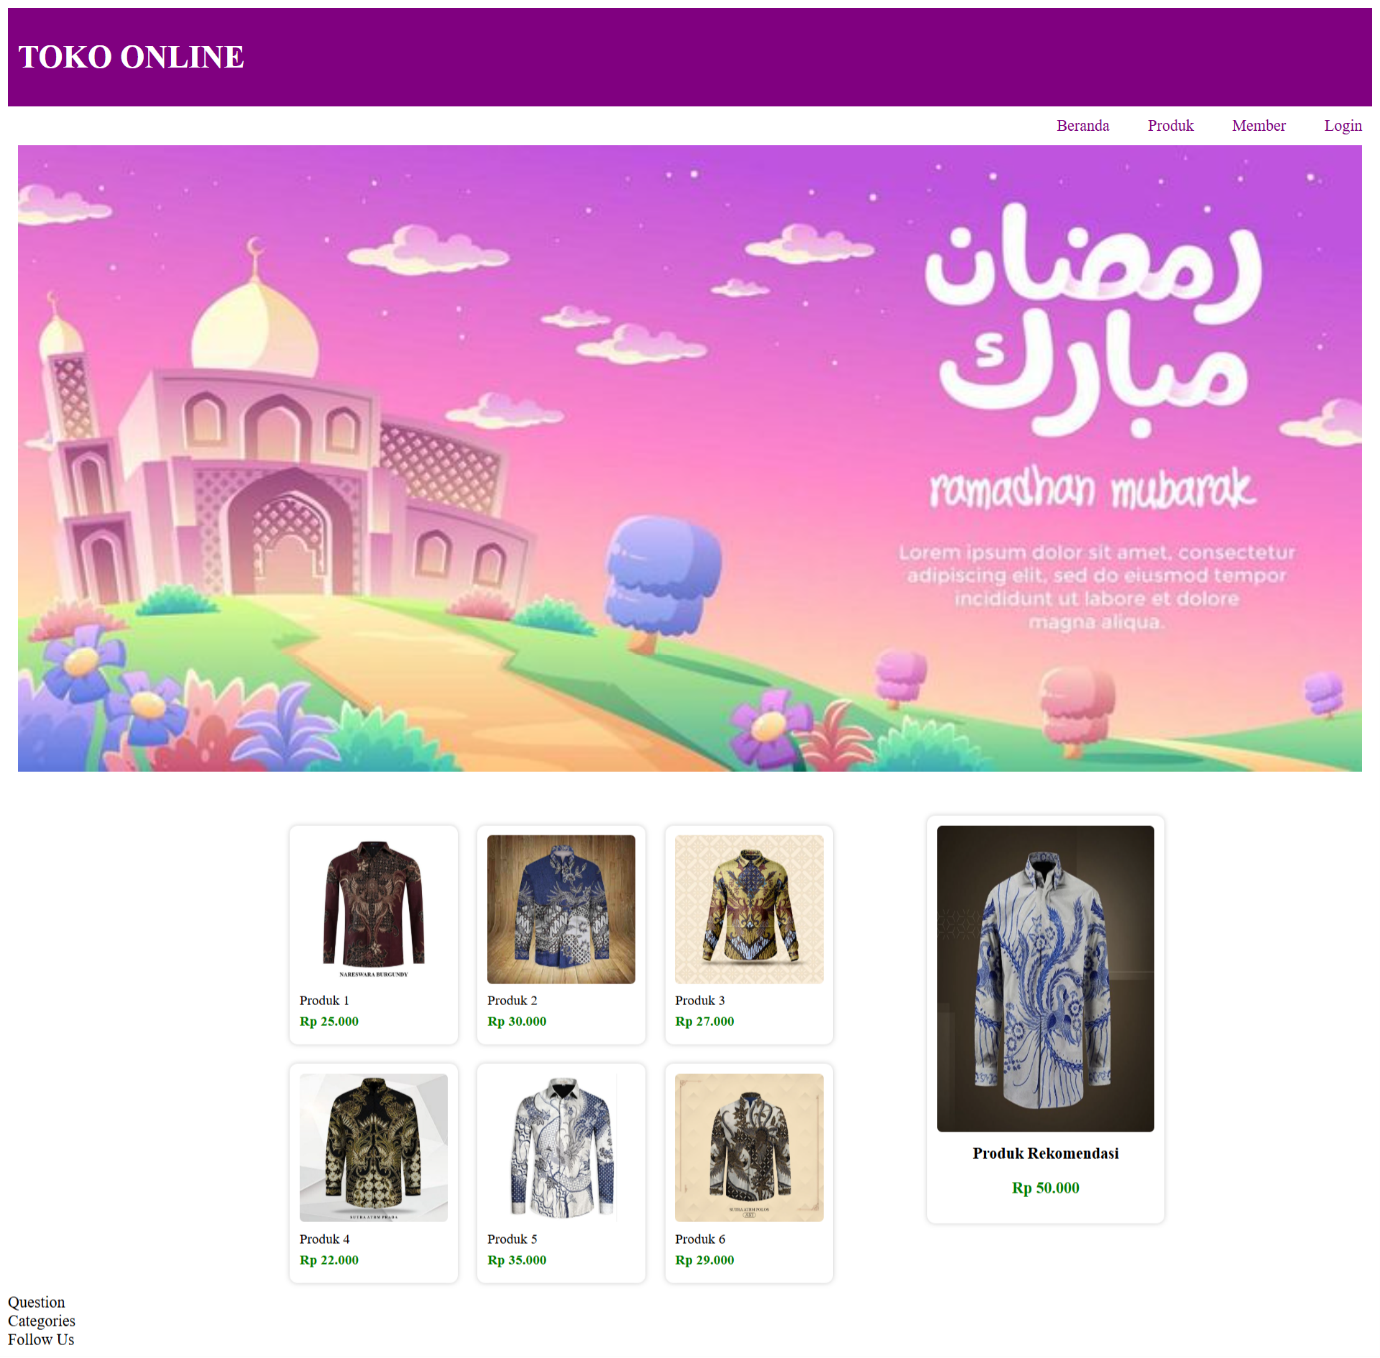 TOKO ONLINE
Beranda Produk Member Login
رمضان
مبارك
ramadhan mubarak
Lorem ipsum dolor sit amet, consectetur
adipiscing elit, sed do eiusmod tempor
incididunt ut labore et dolore
magna aliqua.
NARESWARA BURGUNDY
Produk 1
Rp 25.000
Produk 2
Rp 30.000
Produk 3
Rp 27.000
Produk 4
Rp 22.000
Produk 5
Rp 35.000
Produk 6
Rp 29.000
Produk Rekomendasi
Rp 50.000
Question
Categories
Follow Us